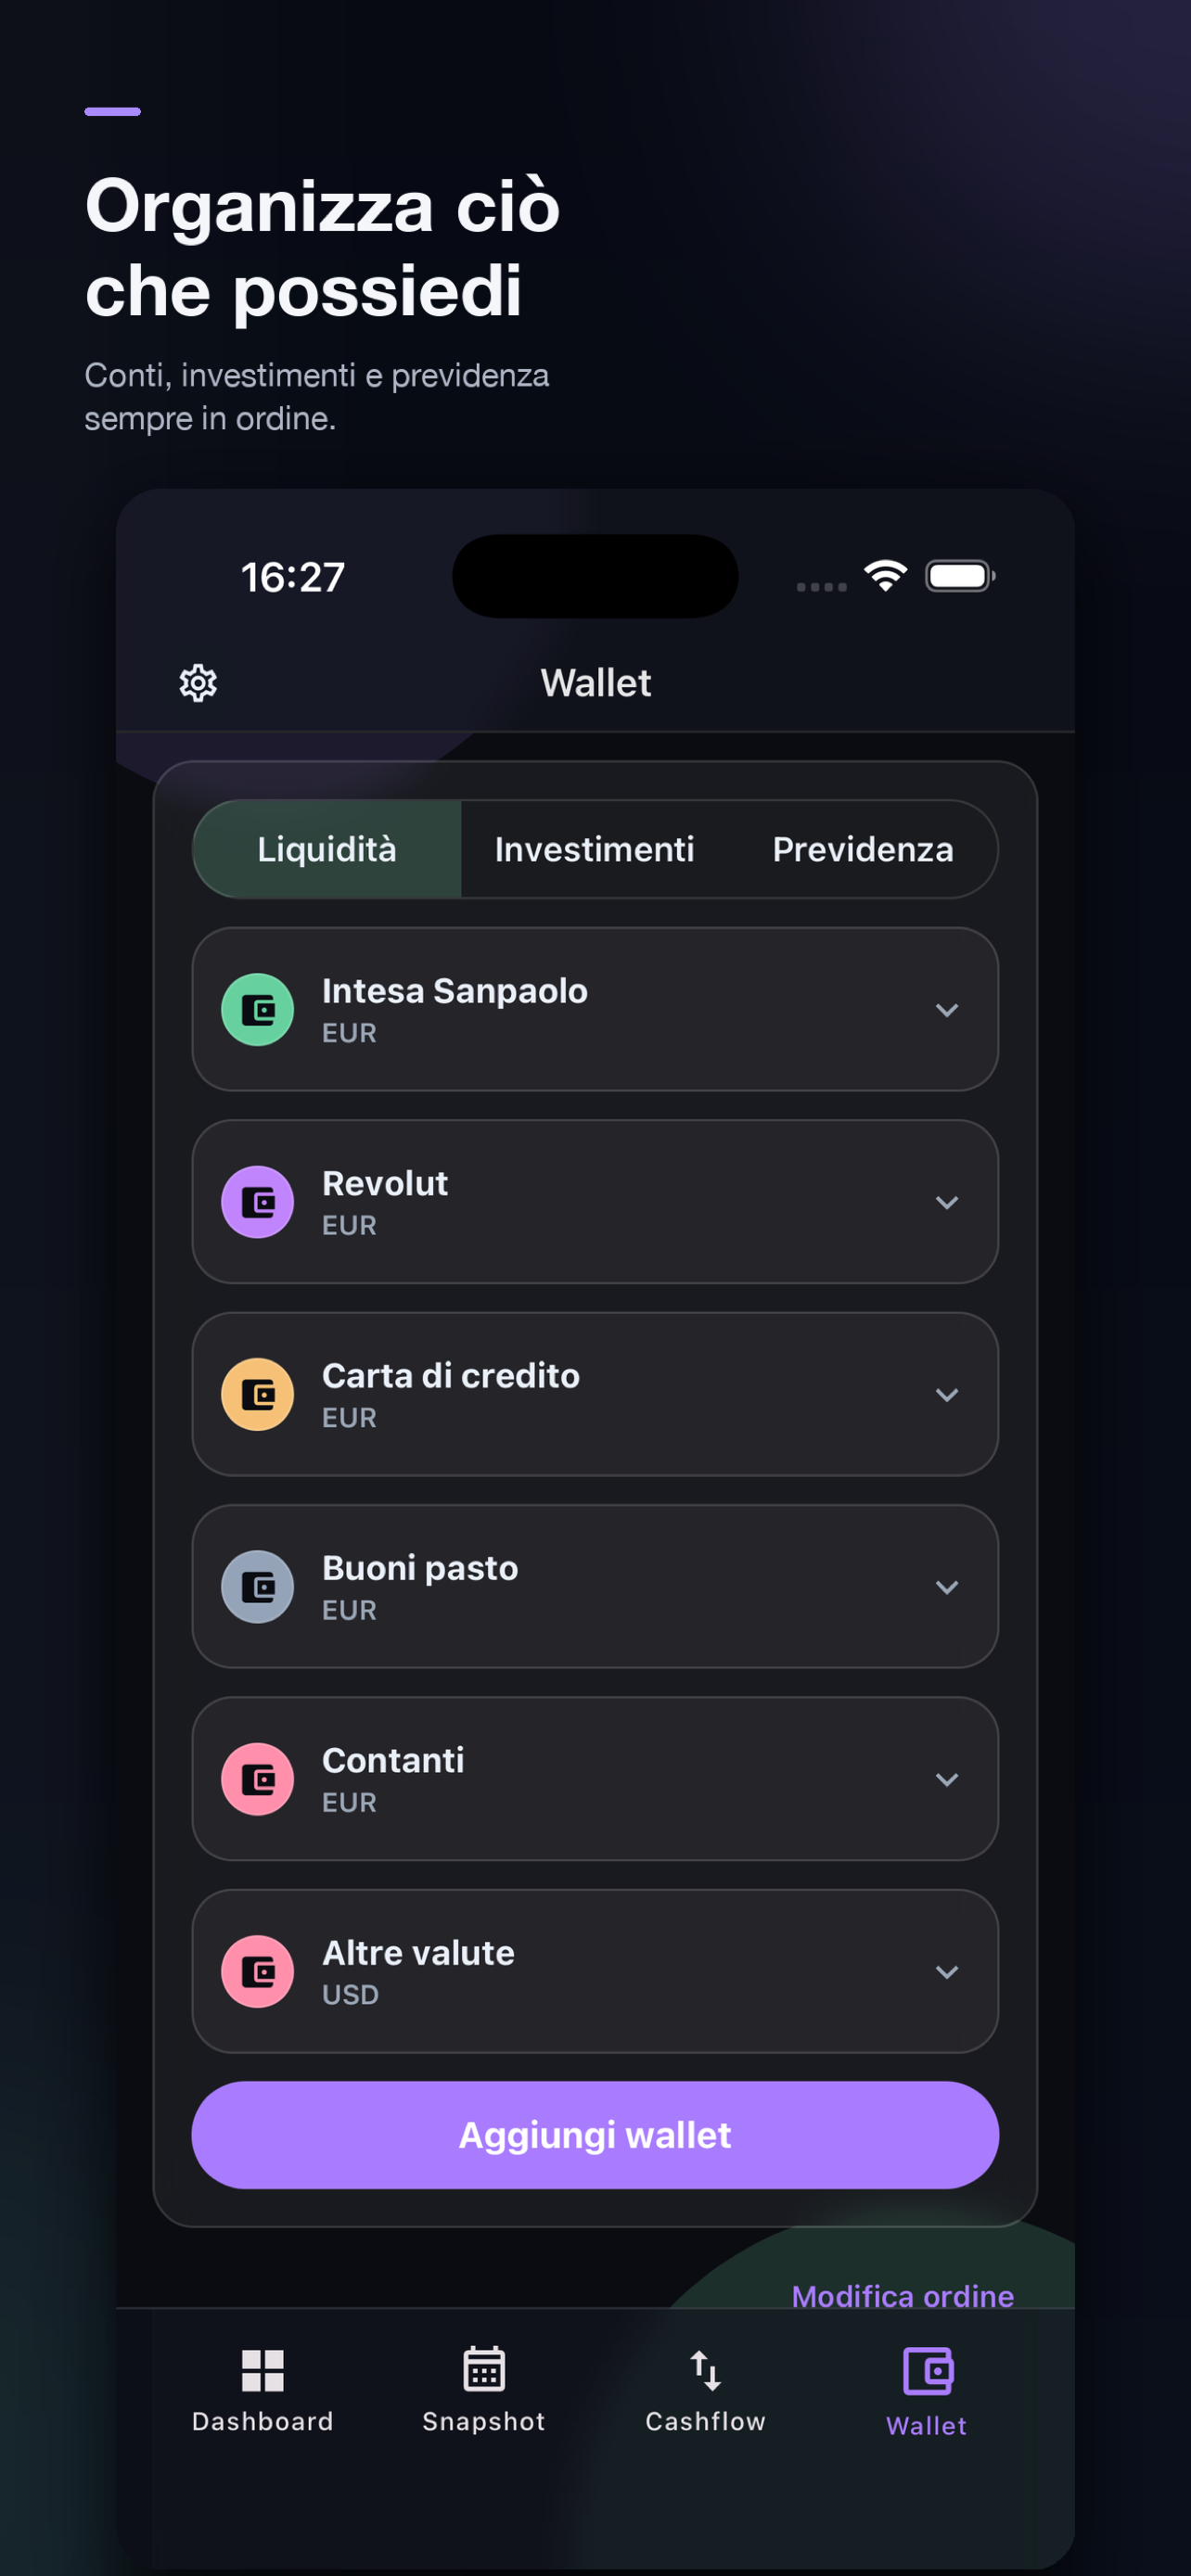 Organizza ciò
che possiedi
Conti, investimenti e previdenza
sempre in ordine.
16:27
Wallet
Liquidità Investimenti Previdenza
Intesa Sanpaolo
EUR
Revolut
EUR
Carta di credito
EUR
Buoni pasto
EUR
Contanti
EUR
Altre valute
USD
Aggiungi wallet
Modifica ordine
Dashboard Snapshot Cashflow Wallet